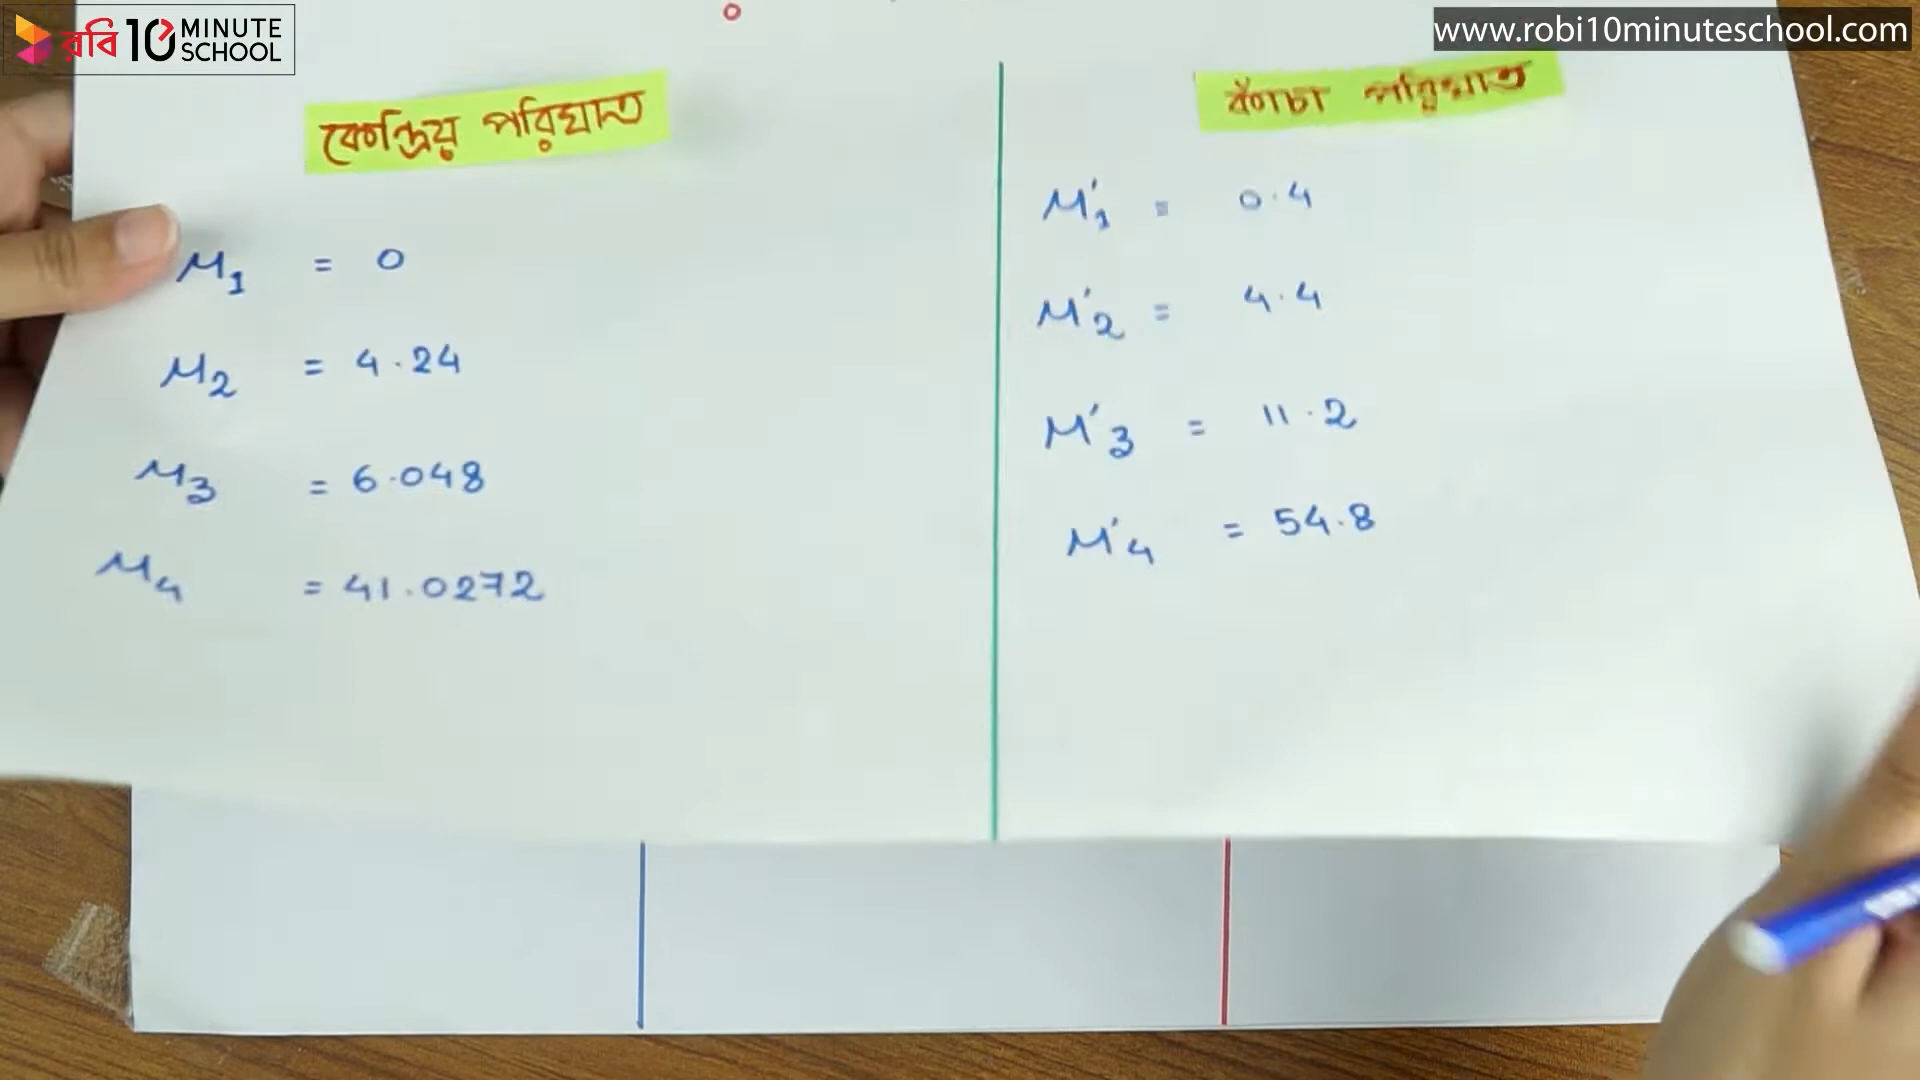 রবি 10 MINUTE SCHOOL
www.robi10minuteschool.com
কেন্দ্রিয় পরিঘাত
μ₁ = 0
μ₂ = 4.24
μ₃ = 6.048
μ₄ = 41.0272
কাঁচা পরিঘাত
μ'₁ = 0.4
μ'₂ = 4.4
μ'₃ = 11.2
μ'₄ = 54.8